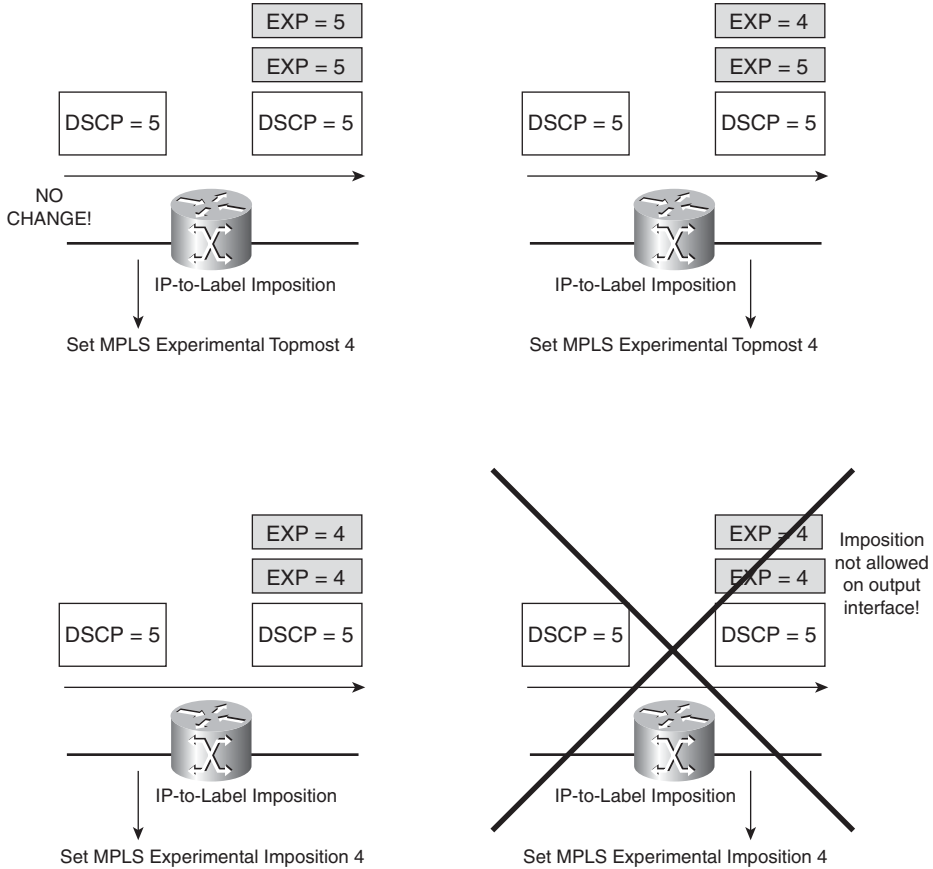 EXP = 5
EXP = 5
DSCP = 5
DSCP = 5
NO
CHANGE!
IP-to-Label Imposition
Set MPLS Experimental Topmost 4
EXP = 4
EXP = 5
DSCP = 5
DSCP = 5
IP-to-Label Imposition
Set MPLS Experimental Topmost 4
EXP = 4
EXP = 4
DSCP = 5
DSCP = 5
IP-to-Label Imposition
Set MPLS Experimental Imposition 4
EXP = 4
EXP = 4
Imposition
not allowed
on output
interface!
DSCP = 5
DSCP = 5
IP-to-Label Imposition
Set MPLS Experimental Imposition 4